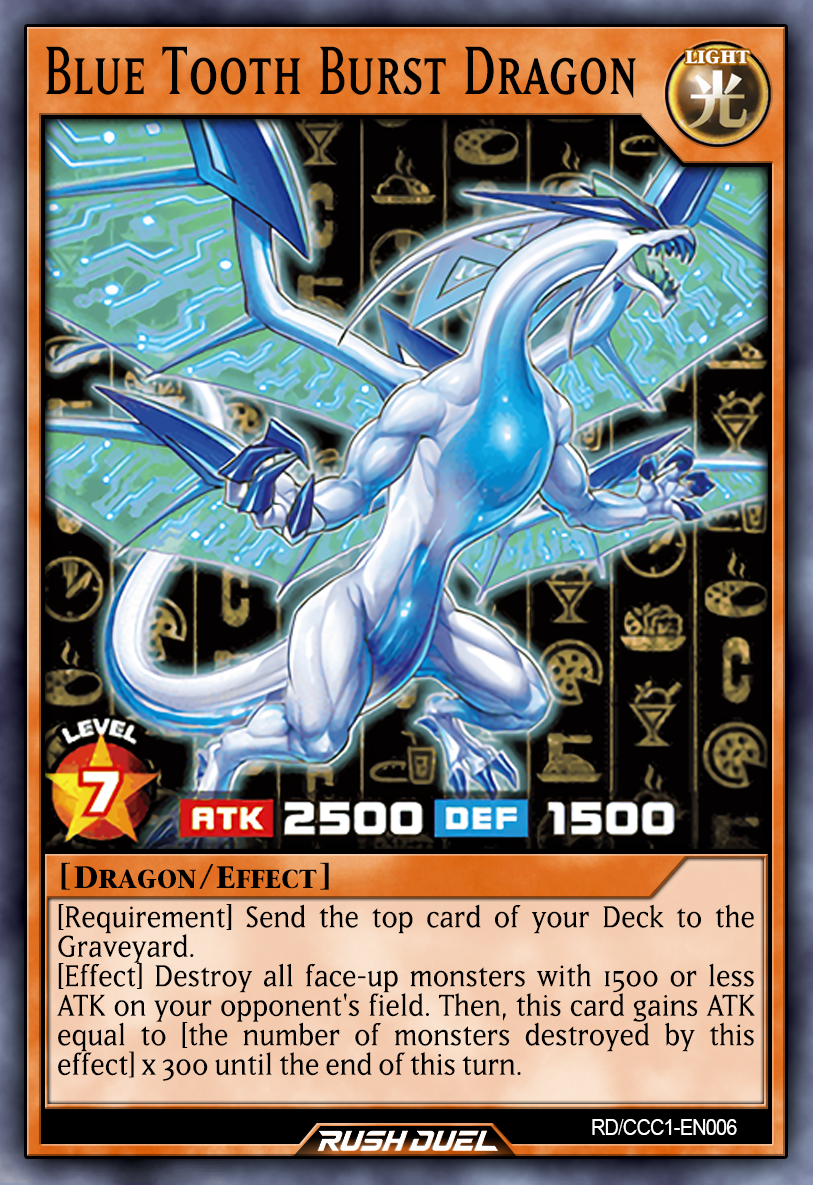 Blue Tooth Burst Dragon
LIGHT
光
LEVEL
7
ATK 2500 DEF 1500
[Dragon/Effect]
[Requirement] Send the top card of your Deck to the
Graveyard.
[Effect] Destroy all face-up monsters with 1500 or less
ATK on your opponent's field. Then, this card gains ATK
equal to [the number of monsters destroyed by this
effect] x 300 until the end of this turn.
RD/CCC1-EN006
RUSH DUEL